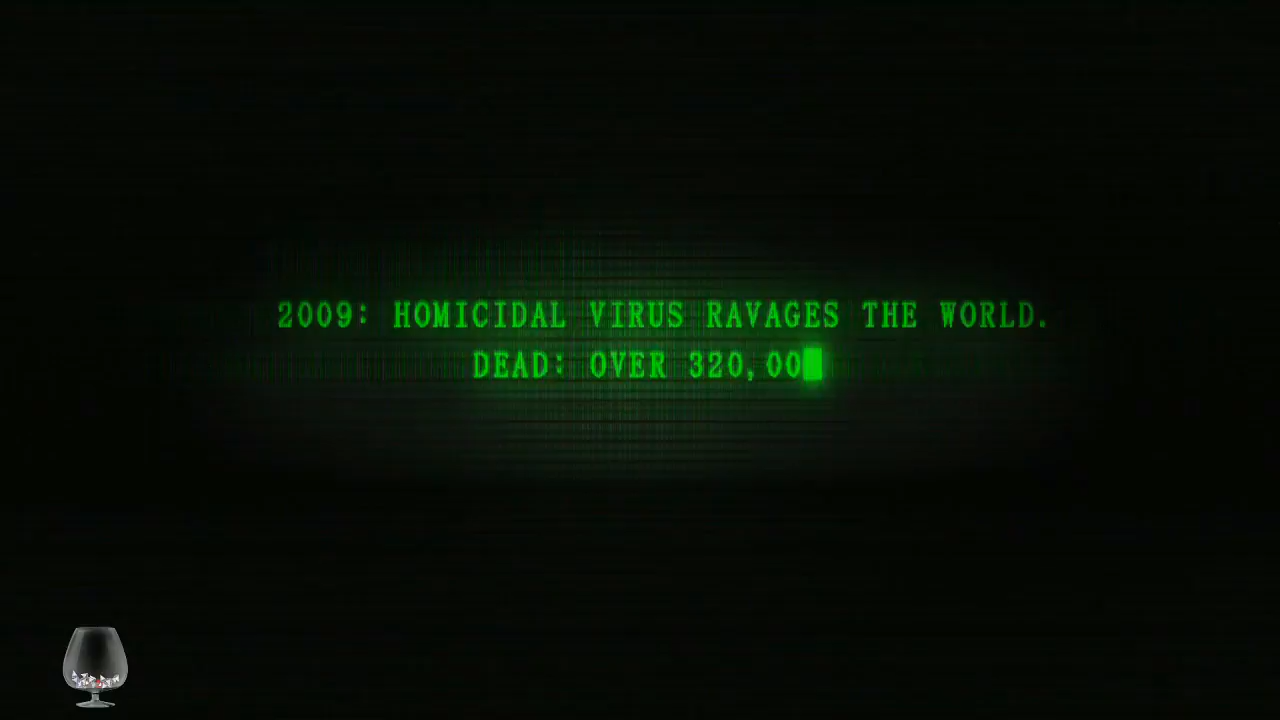 2009: HOMICIDAL VIRUS RAVAGES THE WORLD.
DEAD: OVER 320,00